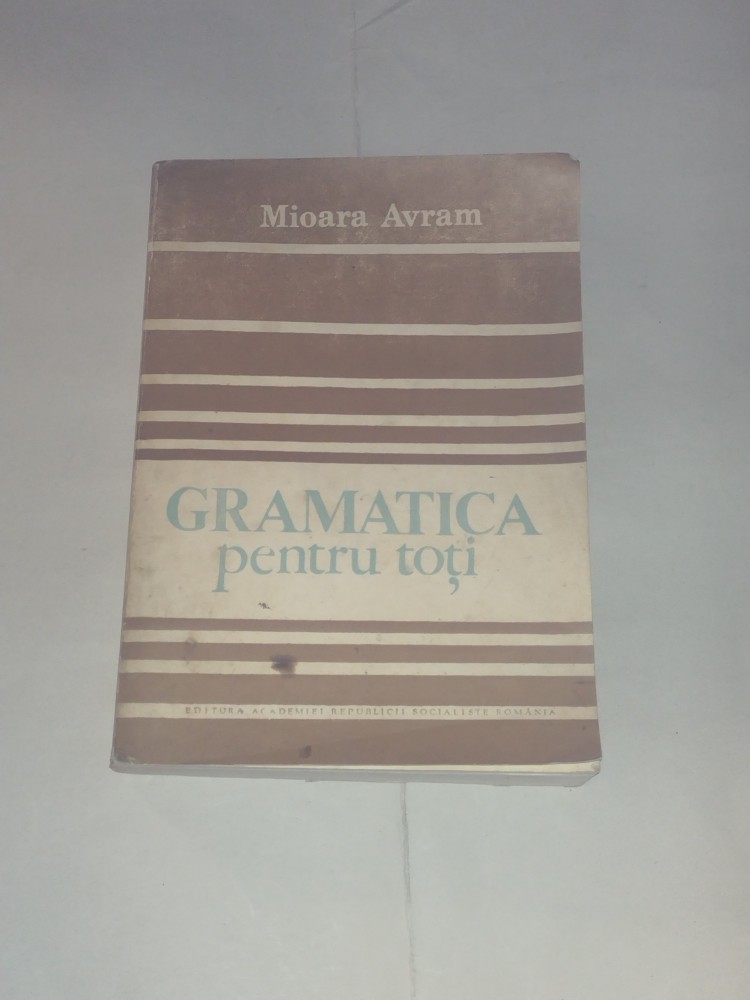 Mioara Avram
GRAMATICA
pentru toți
EDITURA ACADEMIEI REPUBLICII SOCIALISTE ROMÂNIA